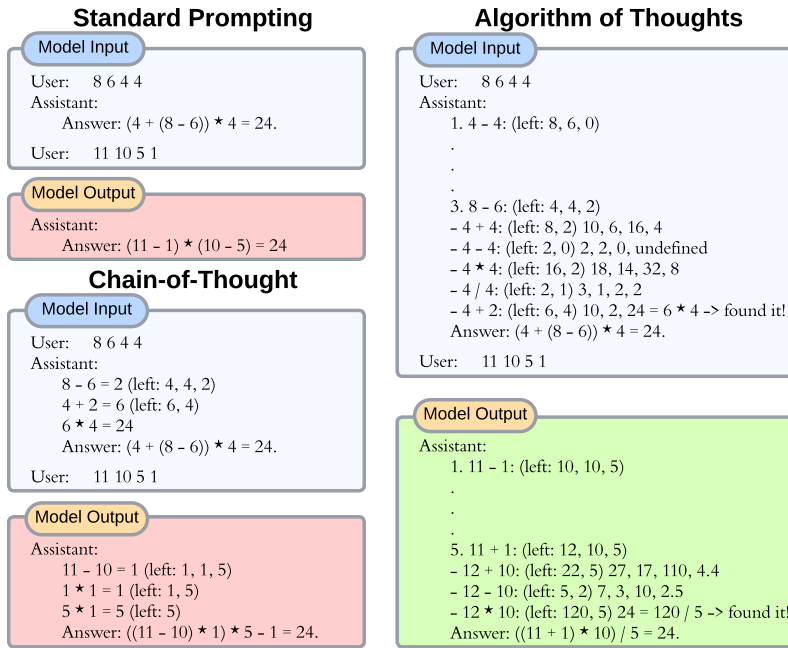 Standard Prompting
Model Input
User: 8 6 4 4
Assistant:
Answer: (4 + (8 – 6)) ★ 4 = 24.
User: 11 10 5 1
Model Output
Assistant:
Answer: (11 – 1) ★ (10 – 5) = 24
Chain-of-Thought
Model Input
User: 8 6 4 4
Assistant:
8 – 6 = 2 (left: 4, 4, 2)
4 + 2 = 6 (left: 6, 4)
6 ★ 4 = 24
Answer: (4 + (8 – 6)) ★ 4 = 24.
User: 11 10 5 1
Model Output
Assistant:
11 – 10 = 1 (left: 1, 1, 5)
1 ★ 1 = 1 (left: 1, 5)
5 ★ 1 = 5 (left: 5)
Answer: ((11 – 10) ★ 1) ★ 5 – 1 = 24.
Algorithm of Thoughts
Model Input
User: 8 6 4 4
Assistant:
1. 4 – 4: (left: 8, 6, 0)
.
.
.
3. 8 – 6: (left: 4, 4, 2)
– 4 + 4: (left: 8, 2) 10, 6, 16, 4
– 4 – 4: (left: 2, 0) 2, 2, 0, undefined
– 4 ★ 4: (left: 16, 2) 18, 14, 32, 8
– 4 / 4: (left: 2, 1) 3, 1, 2, 2
– 4 + 2: (left: 6, 4) 10, 2, 24 = 6 ★ 4 –> found it!
Answer: (4 + (8 – 6)) ★ 4 = 24.
User: 11 10 5 1
Model Output
Assistant:
1. 11 – 1: (left: 10, 10, 5)
.
.
.
5. 11 + 1: (left: 12, 10, 5)
– 12 + 10: (left: 22, 5) 27, 17, 110, 4.4
– 12 – 10: (left: 5, 2) 7, 3, 10, 2.5
– 12 ★ 10: (left: 120, 5) 24 = 120 / 5 –> found it!
Answer: ((11 + 1) ★ 10) / 5 = 24.